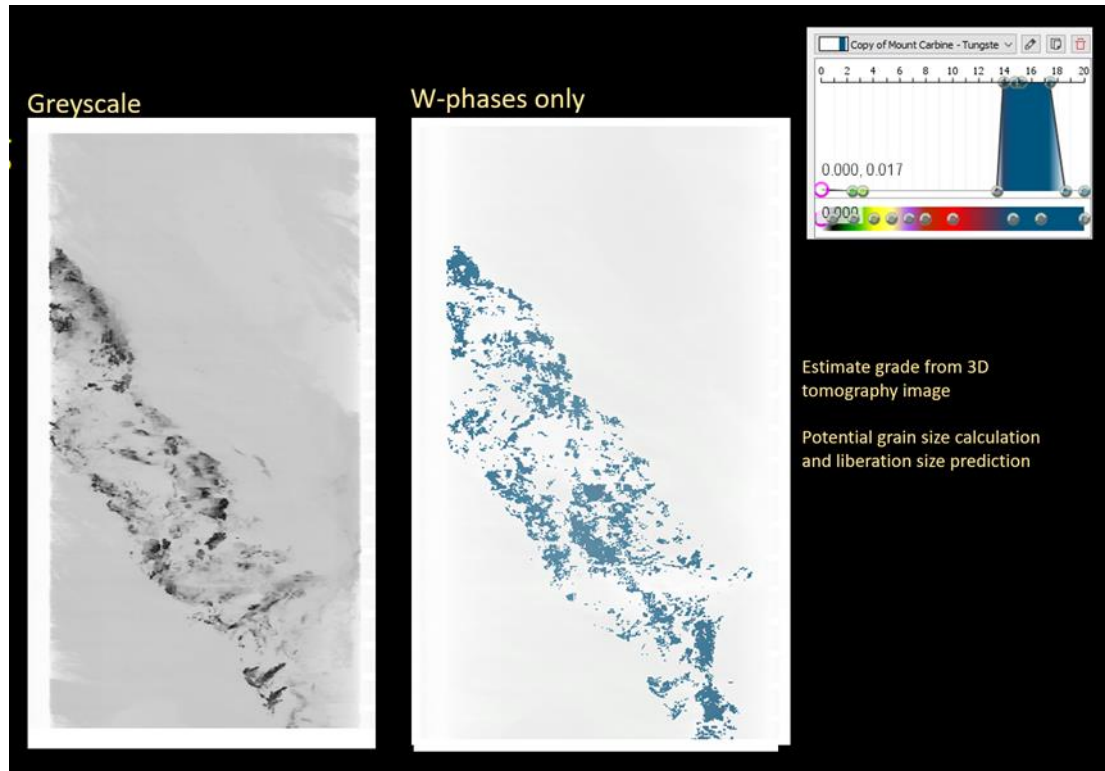 Greyscale
W-phases only
Copy of Mount Carbine - Tungste
0 2 4 6 8 10 12 14 16 18 20
0.000, 0.017
0.000
Estimate grade from 3D
tomography image
Potential grain size calculation
and liberation size prediction